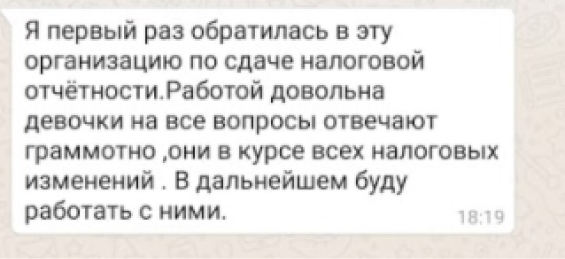 Я первый раз обратилась в эту
организацию по сдаче налоговой
отчётности.Работой довольна
девочки на все вопросы отвечают
граммотно ,они в курсе всех налоговых
изменений . В дальнейшем буду
работать с ними.
18:19